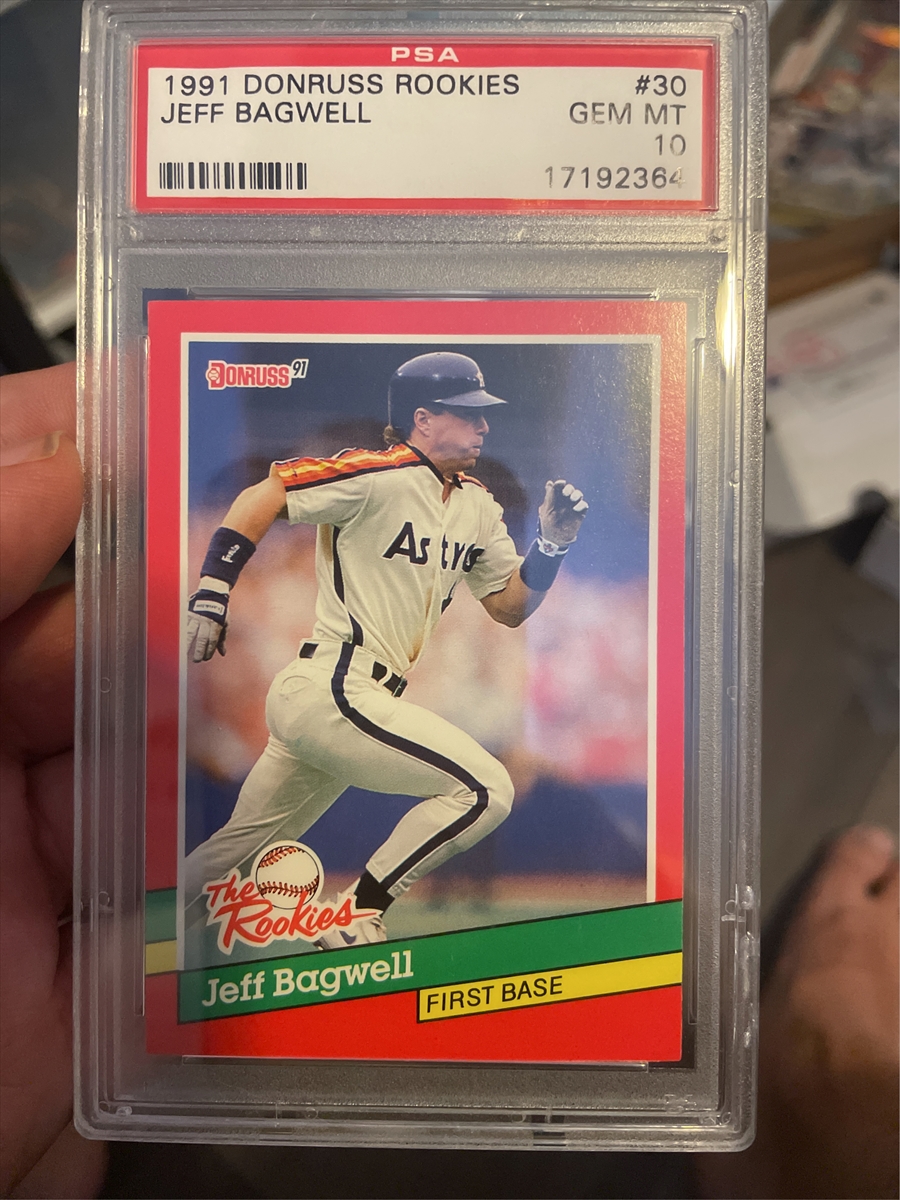 PSA
1991 DONRUSS ROOKIES #30
JEFF BAGWELL GEM MT
10
17192364
DONRUSS 91
Astros
The
Rookies
Jeff Bagwell
FIRST BASE